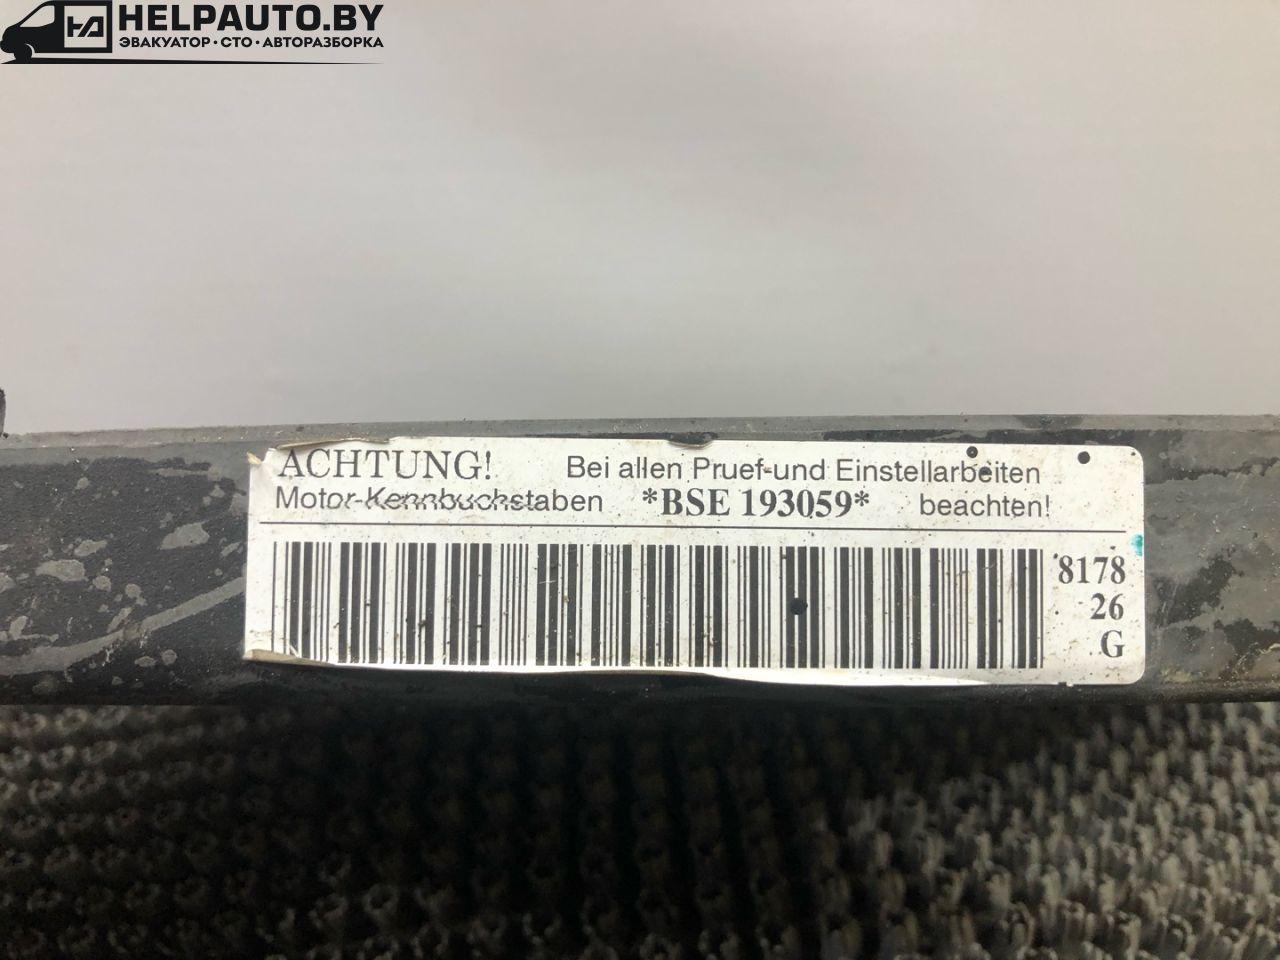 HELPAUTO.BY
ЭВАКУАТОР • СТО • АВТОРАЗБОРКА
ACHTUNG! Bei allen Pruef-und Einstellarbeiten
Motor-Kennbuchstaben *BSE 193059* beachten!
8178
26
G